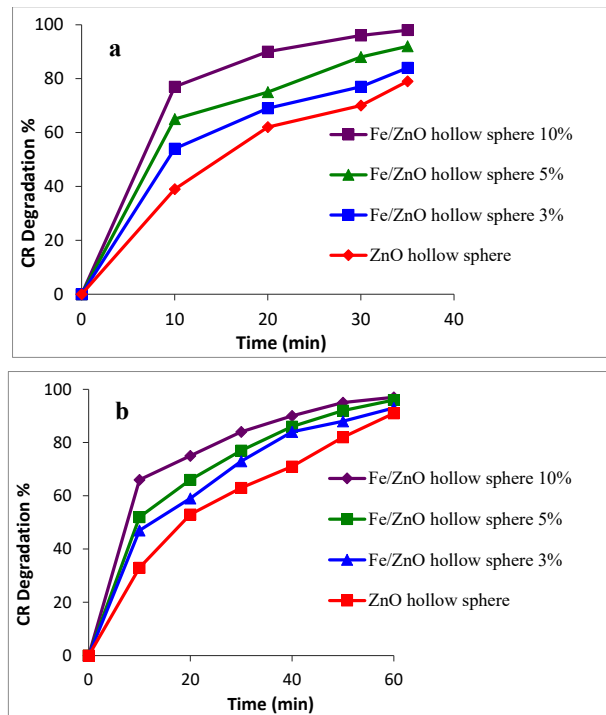 a
100
80
60
40
20
0
CR Degradation %
Fe/ZnO hollow sphere 10%
Fe/ZnO hollow sphere 5%
Fe/ZnO hollow sphere 3%
ZnO hollow sphere
0 10 20 30 40
Time (min)
b
100
80
60
40
20
0
CR Degradation %
Fe/ZnO hollow sphere 10%
Fe/ZnO hollow sphere 5%
Fe/ZnO hollow sphere 3%
ZnO hollow sphere
0 20 40 60
Time (min)